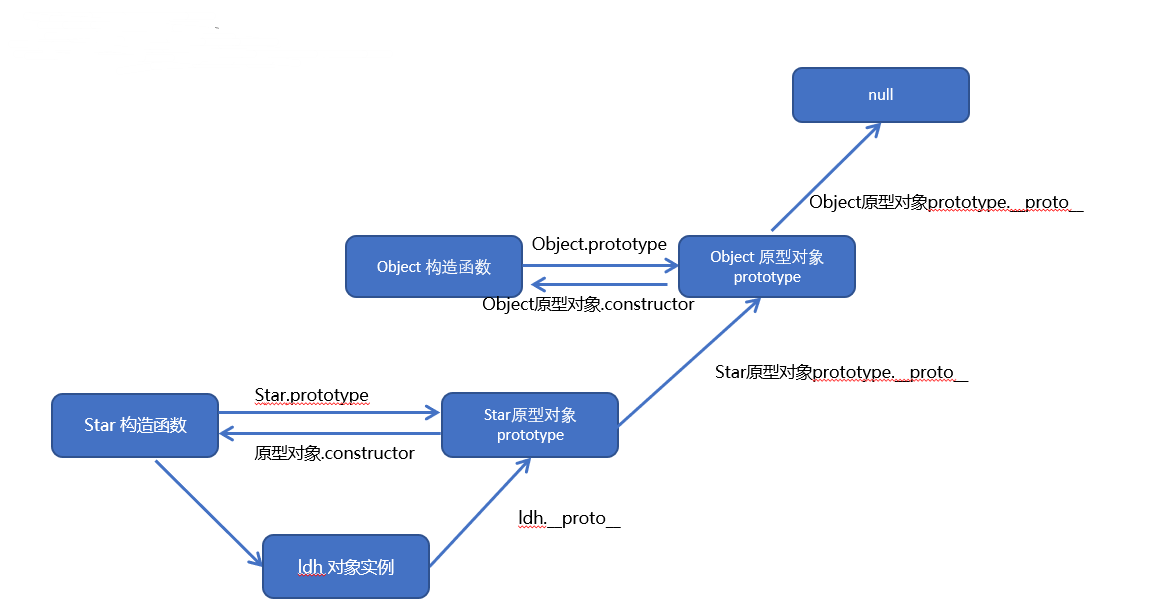 null
Object原型对象prototype.__proto__
Object.prototype
Object 构造函数
Object 原型对象
prototype
Object原型对象.constructor
Star原型对象prototype.__proto__
Star.prototype
Star 构造函数
Star原型对象
prototype
原型对象.constructor
ldh.__proto__
ldh 对象实例